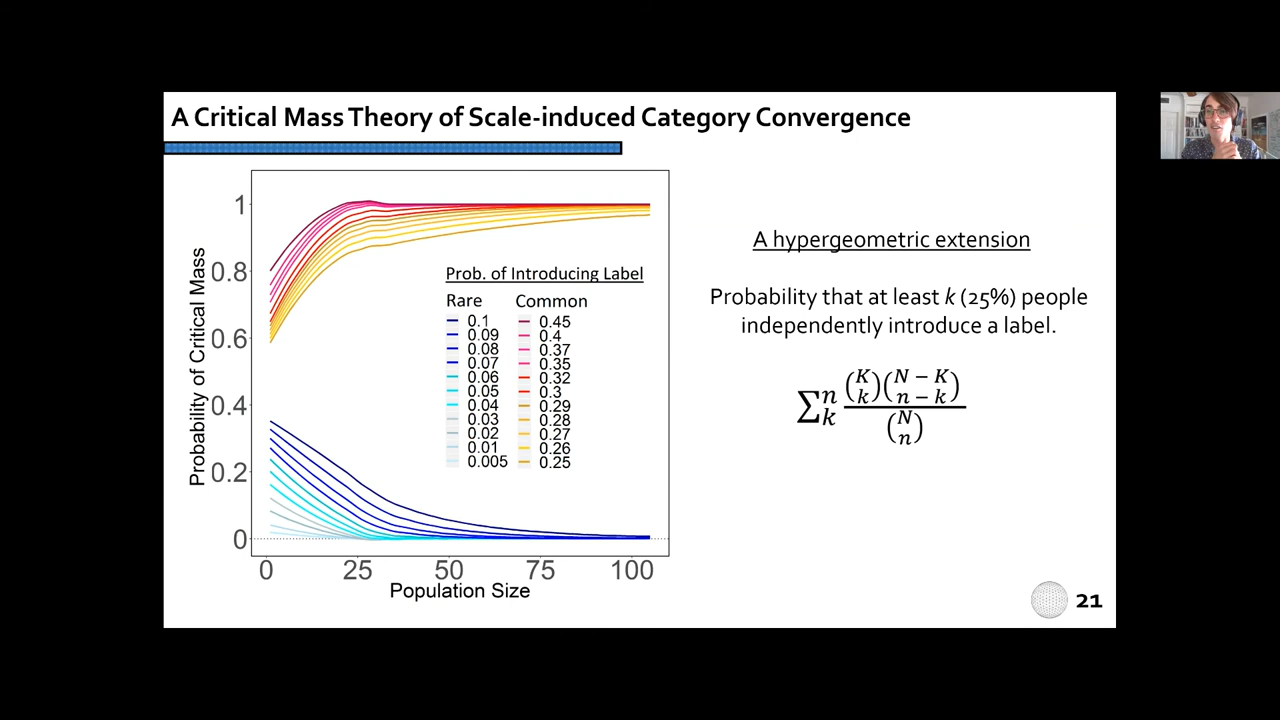 A Critical Mass Theory of Scale-induced Category Convergence
Probability of Critical Mass
1
0.8
0.6
0.4
0.2
0
0 25 50 75 100
Population Size
Prob. of Introducing Label
Rare Common
0.1 0.45
0.09 0.4
0.08 0.37
0.07 0.35
0.06 0.32
0.05 0.3
0.04 0.29
0.03 0.28
0.02 0.27
0.01 0.26
0.005 0.25
A hypergeometric extension
Probability that at least k (25%) people
independently introduce a label.
∑ⁿₖ (K k)(N − K n − k) / (N n)
21